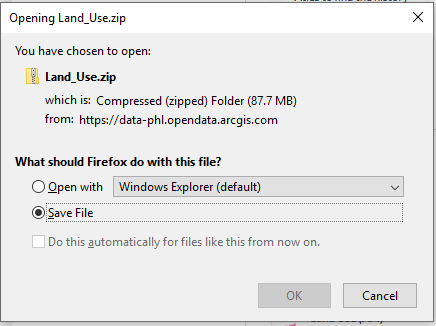 Opening Land_Use.zip
You have chosen to open:
Land_Use.zip
which is: Compressed (zipped) Folder (87.7 MB)
from: https://data-phl.opendata.arcgis.com
What should Firefox do with this file?
Open with Windows Explorer (default)
Save File
Do this automatically for files like this from now on.
OK Cancel